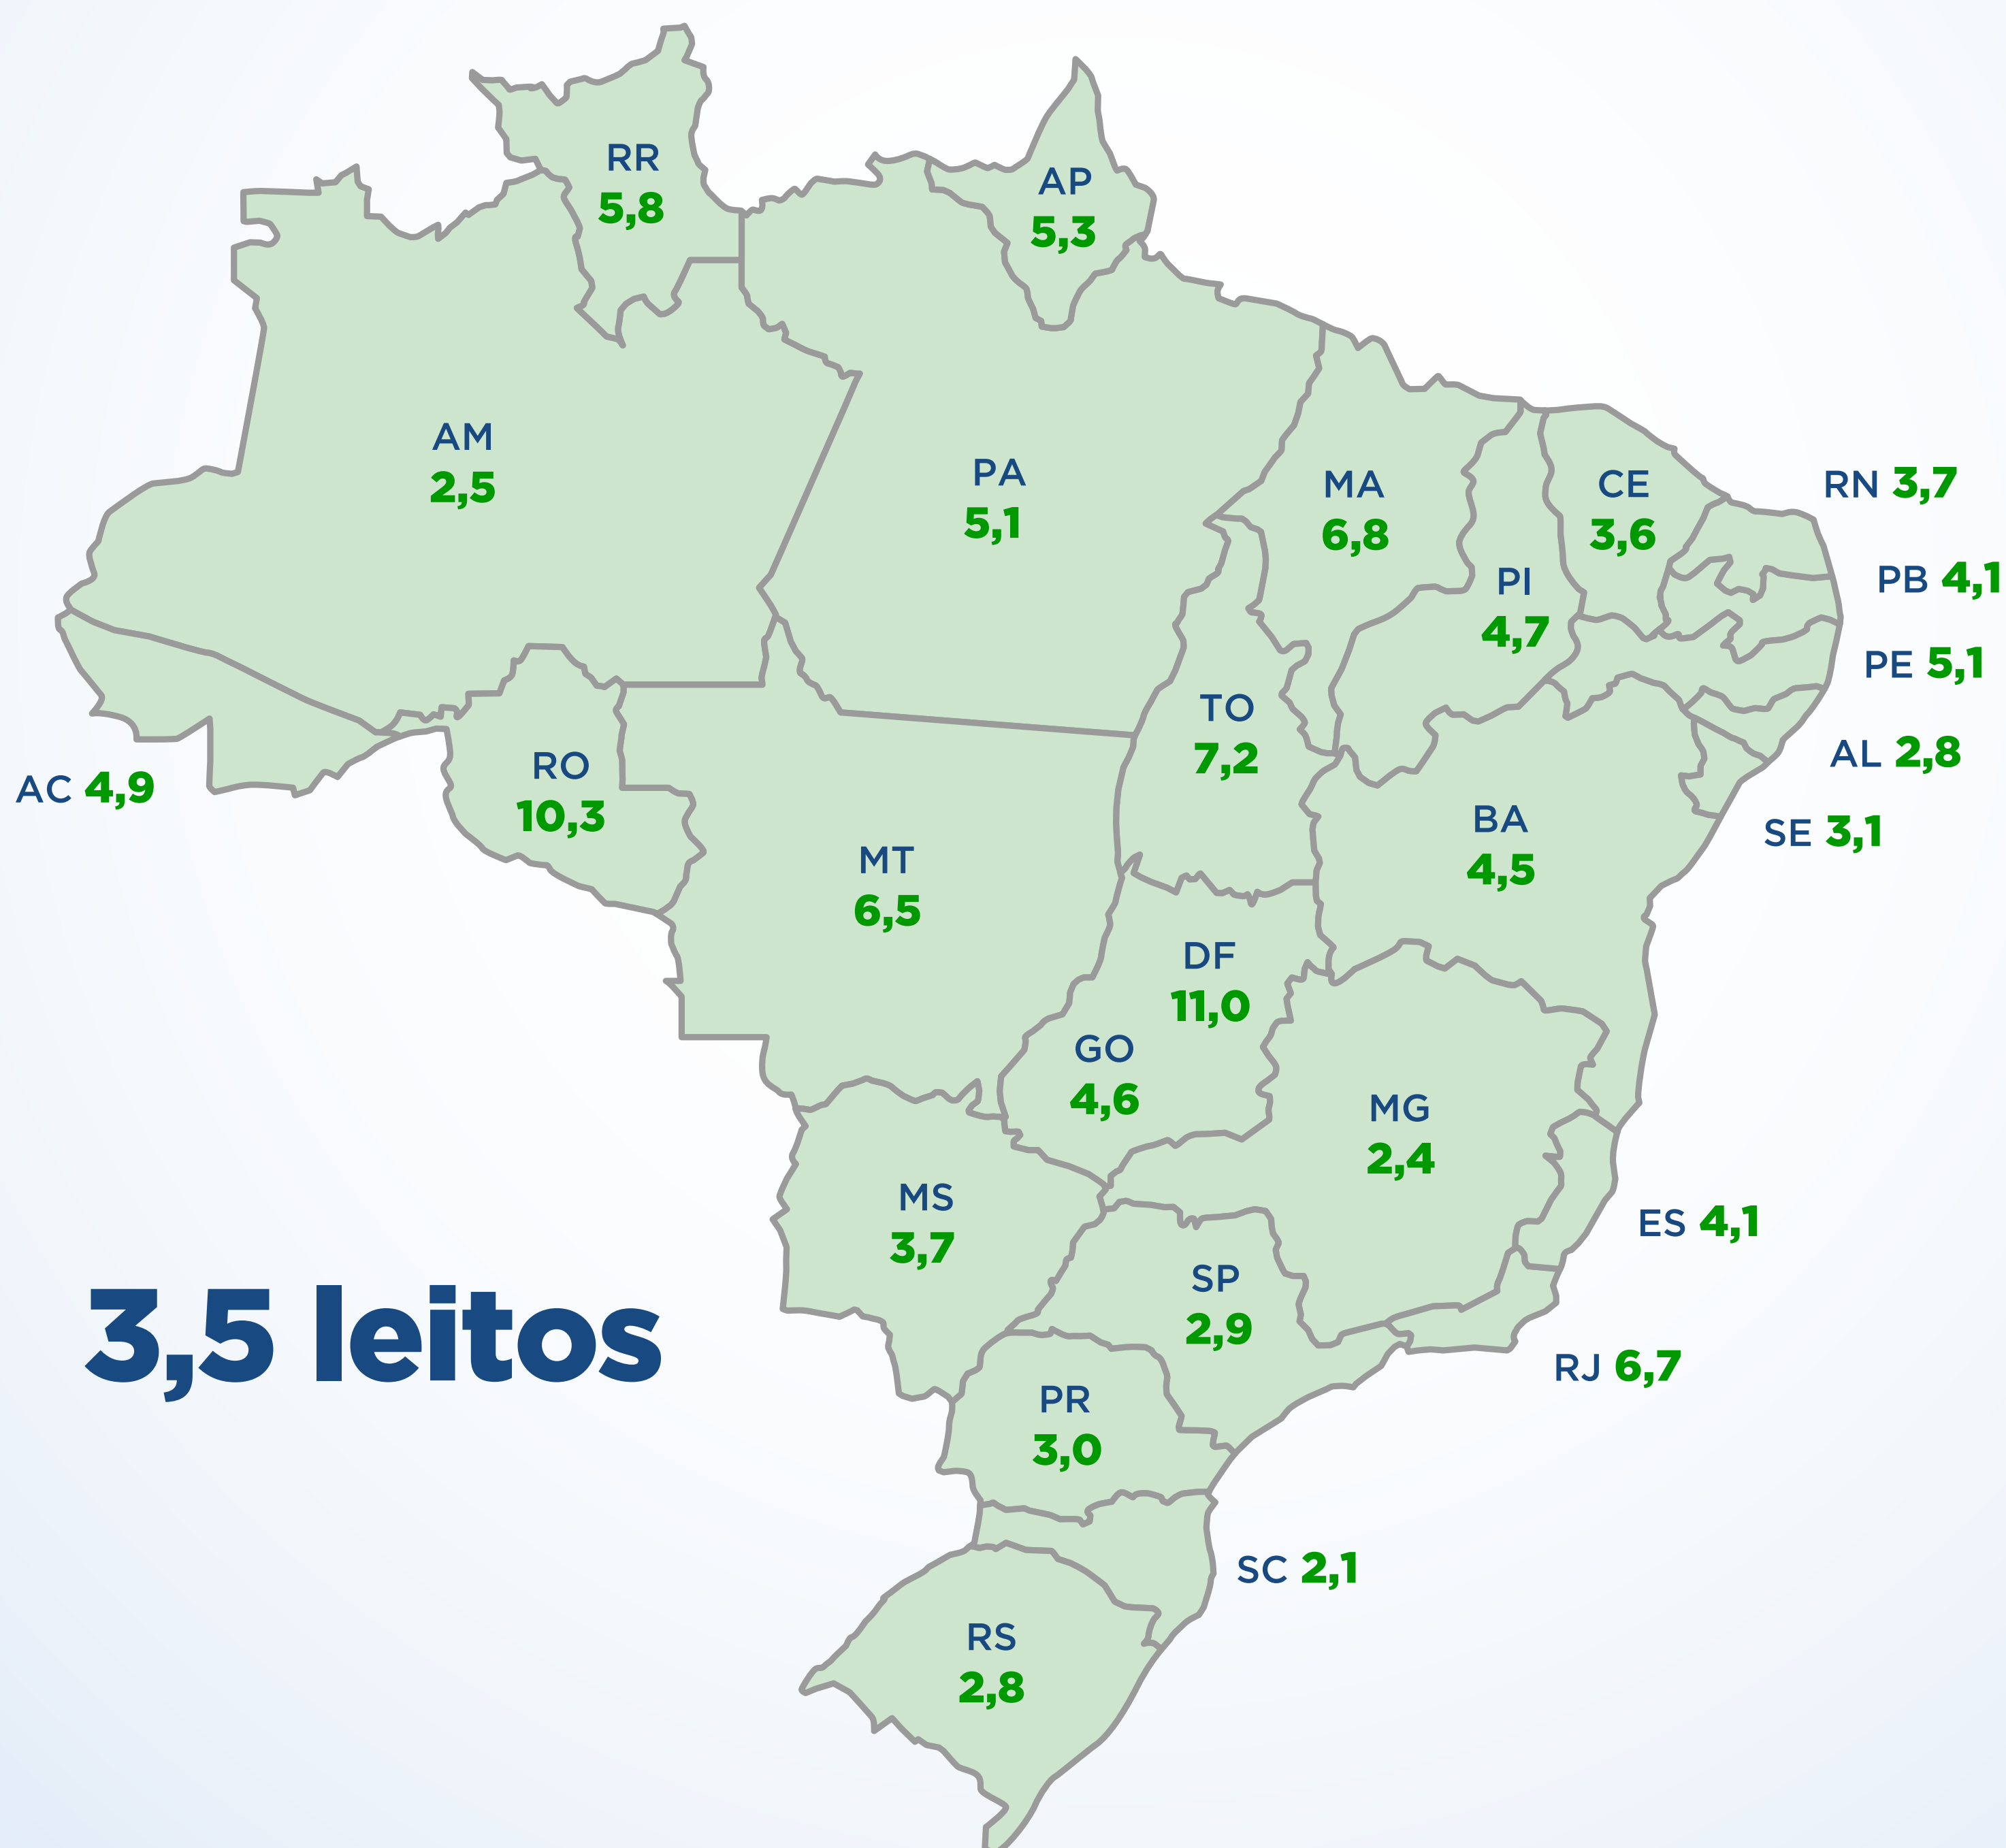 RR
5,8
AP
5,3
AM
2,5
PA
5,1
MA
6,8
CE
3,6
RN 3,7
PI
4,7
PB 4,1
PE 5,1
TO
7,2
AL 2,8
AC 4,9
RO
10,3
BA
4,5
SE 3,1
MT
6,5
DF
11,0
GO
4,6
MG
2,4
MS
3,7
ES 4,1
SP
2,9
3,5 leitos
RJ 6,7
PR
3,0
SC 2,1
RS
2,8